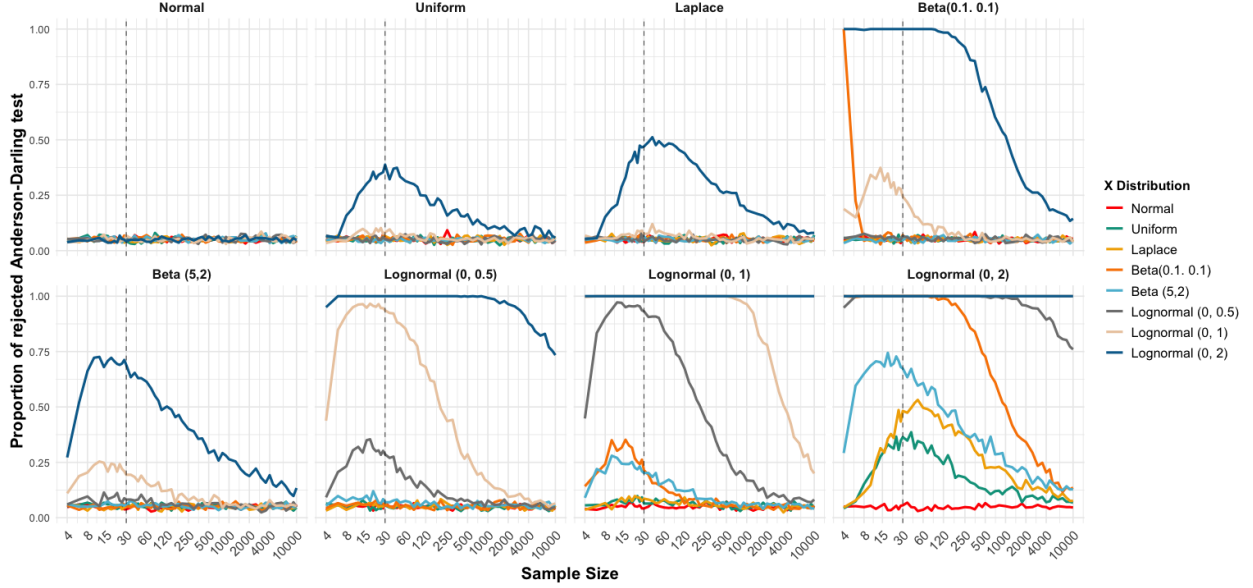 Normal
Uniform
Laplace
Beta(0.1. 0.1)
1.00
0.75
0.50
0.25
0.00
Beta (5,2)
Lognormal (0, 0.5)
Lognormal (0, 1)
Lognormal (0, 2)
1.00
0.75
0.50
0.25
0.00
4 8 15 30 60 120 250 500 1000 2000 4000 10000
4 8 15 30 60 120 250 500 1000 2000 4000 10000
4 8 15 30 60 120 250 500 1000 2000 4000 10000
4 8 15 30 60 120 250 500 1000 2000 4000 10000
Sample Size
Proportion of rejected Anderson-Darling test
X Distribution
Normal
Uniform
Laplace
Beta(0.1. 0.1)
Beta (5,2)
Lognormal (0, 0.5)
Lognormal (0, 1)
Lognormal (0, 2)